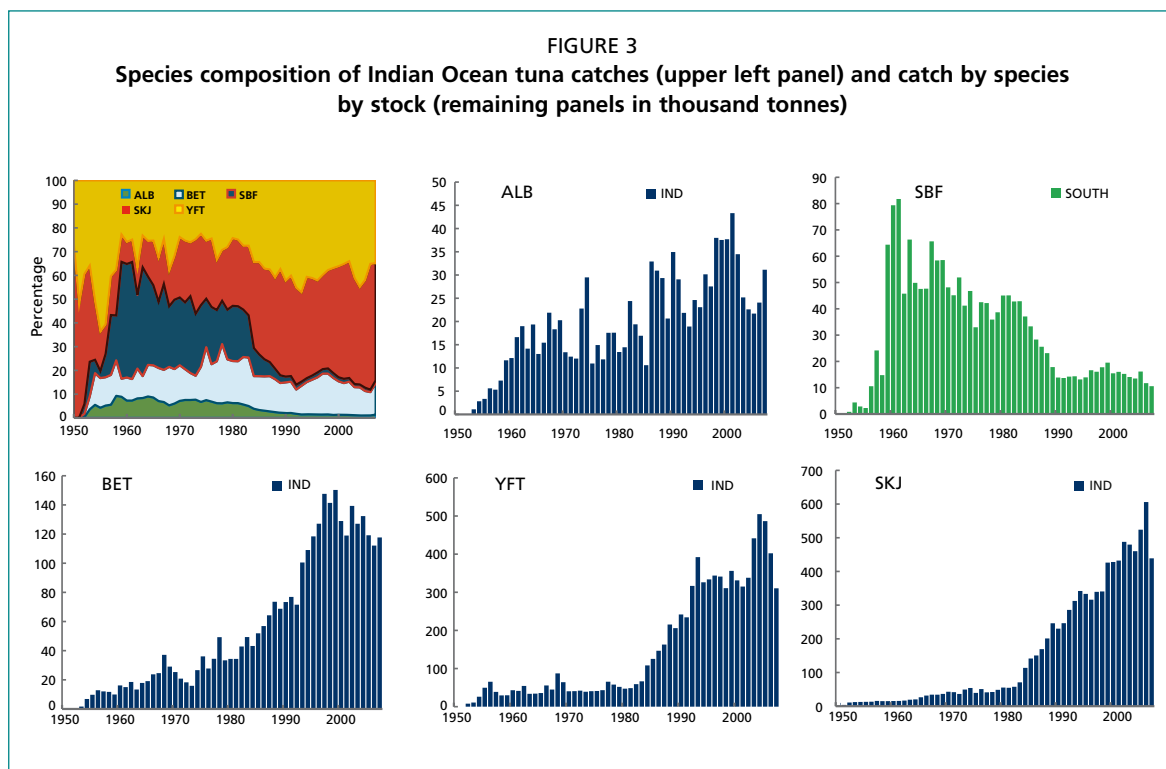 FIGURE 3
Species composition of Indian Ocean tuna catches (upper left panel) and catch by species
by stock (remaining panels in thousand tonnes)
100
90
80
70
60
50
40
30
20
10
0
Percentage
ALB BET SBF
SKJ YFT
1950 1960 1970 1980 1990 2000
ALB
IND
50
45
40
35
30
25
20
15
10
5
0
1950 1960 1970 1980 1990 2000
SBF
SOUTH
90
80
70
60
50
40
30
20
10
0
1950 1960 1970 1980 1990 2000
BET
IND
160
140
120
100
80
60
40
20
0
1950 1960 1970 1980 1990 2000
YFT
IND
600
500
400
300
200
100
0
1950 1960 1970 1980 1990 2000
SKJ
IND
700
600
500
400
300
200
100
0
1950 1960 1970 1980 1990 2000